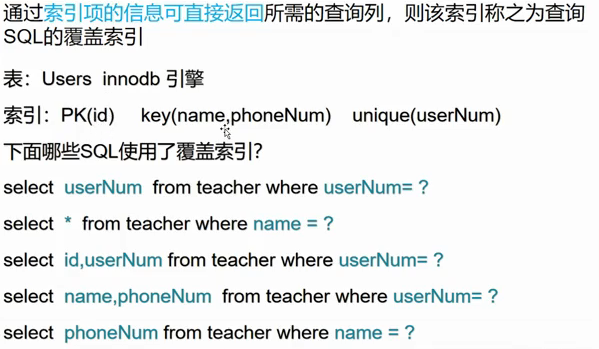 通过索引项的信息可直接返回所需的查询列，则该索引称之为查询
SQL的覆盖索引
表：Users innodb 引擎
索引：PK(id) key(name,phoneNum) unique(userNum)
下面哪些SQL使用了覆盖索引？
select userNum from teacher where userNum= ?
select * from teacher where name = ?
select id,userNum from teacher where userNum= ?
select name,phoneNum from teacher where userNum= ?
select phoneNum from teacher where name = ?